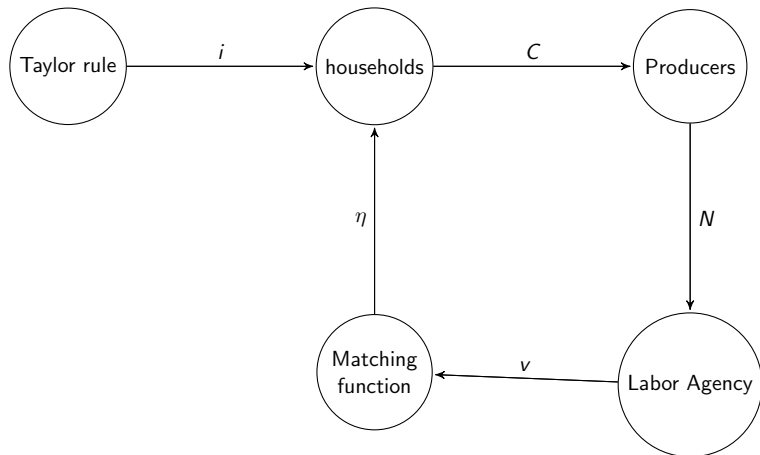 Taylor rule
i
households
C
Producers
η
N
Matching
function
v
Labor Agency